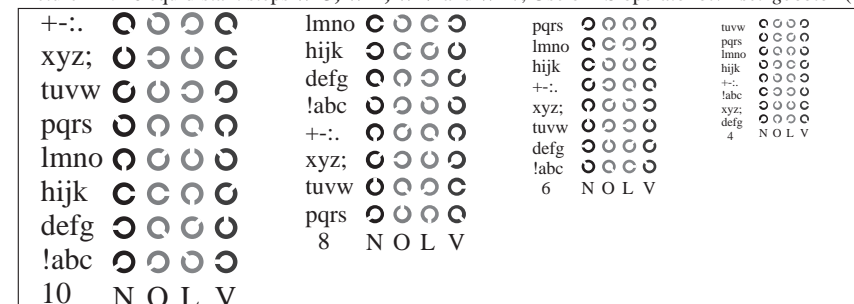 +-:.
xyz;
tuvw
pqrs
lmno
hijk
defg
!abc
10 N O L V
lmno
hijk
defg
!abc
+-:.
xyz;
tuvw
pqrs
8 N O L V
pqrs
lmno
hijk
+-:.
xyz;
tuvw
defg
!abc
6 N O L V
tuvw
pqrs
lmno
hijk
+-:.
!abc
xyz;
defg
4 N O L V